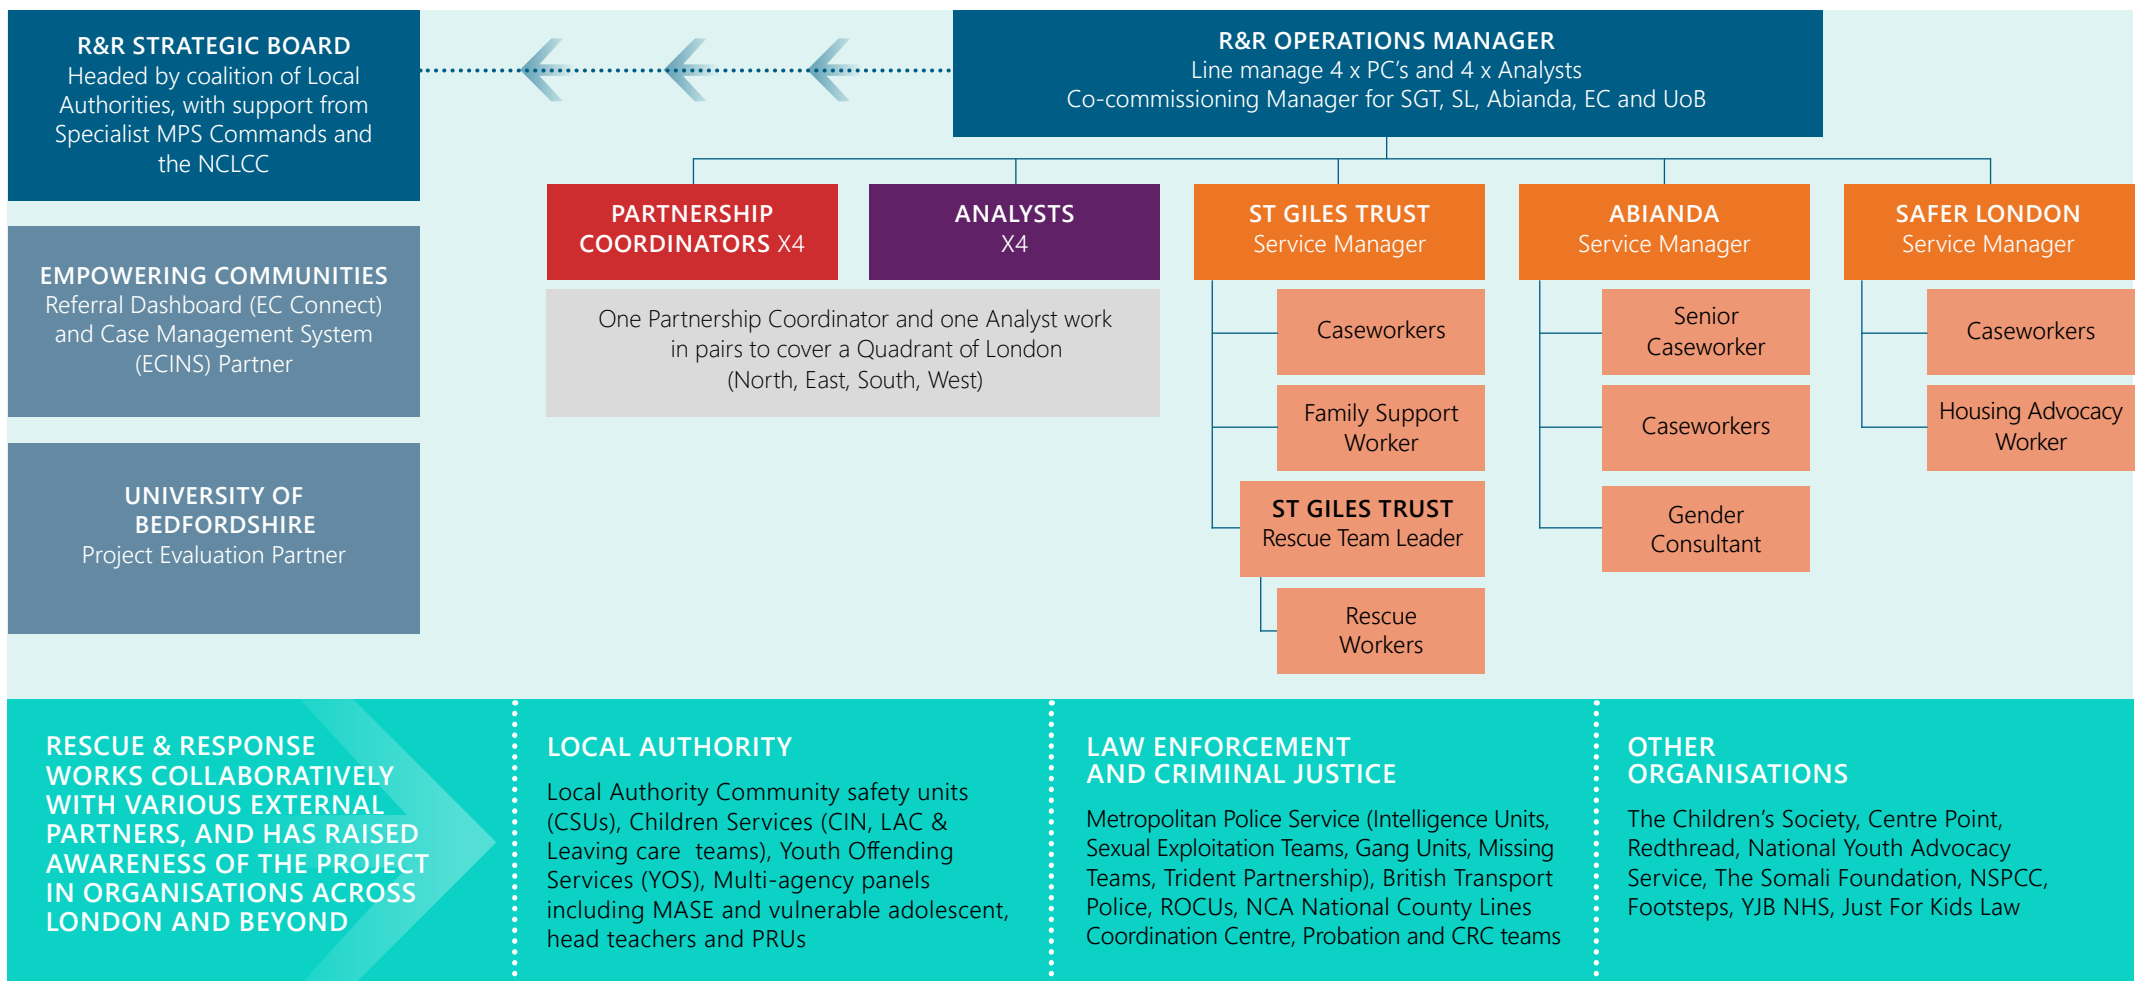 R&R STRATEGIC BOARD
Headed by coalition of Local
Authorities, with support from
Specialist MPS Commands and
the NCLCC
R&R OPERATIONS MANAGER
Line manage 4 x PC's and 4 x Analysts
Co-commissioning Manager for SGT, SL, Abianda, EC and UoB
EMPOWERING COMMUNITIES
Referral Dashboard (EC Connect)
and Case Management System
(ECINS) Partner
UNIVERSITY OF
BEDFORDSHIRE
Project Evaluation Partner
PARTNERSHIP
COORDINATORS X4
ANALYSTS
X4
One Partnership Coordinator and one Analyst work
in pairs to cover a Quadrant of London
(North, East, South, West)
ST GILES TRUST
Service Manager
Caseworkers
Family Support
Worker
ST GILES TRUST
Rescue Team Leader
Rescue
Workers
ABIANDA
Service Manager
Senior
Caseworker
Caseworkers
Gender
Consultant
SAFER LONDON
Service Manager
Caseworkers
Housing Advocacy
Worker
RESCUE & RESPONSE
WORKS COLLABORATIVELY
WITH VARIOUS EXTERNAL
PARTNERS, AND HAS RAISED
AWARENESS OF THE PROJECT
IN ORGANISATIONS ACROSS
LONDON AND BEYOND
LOCAL AUTHORITY
Local Authority Community safety units
(CSUs), Children Services (CIN, LAC &
Leaving care teams), Youth Offending
Services (YOS), Multi-agency panels
including MASE and vulnerable adolescent,
head teachers and PRUs
LAW ENFORCEMENT
AND CRIMINAL JUSTICE
Metropolitan Police Service (Intelligence Units,
Sexual Exploitation Teams, Gang Units, Missing
Teams, Trident Partnership), British Transport
Police, ROCUs, NCA National County Lines
Coordination Centre, Probation and CRC teams
OTHER
ORGANISATIONS
The Children's Society, Centre Point,
Redthread, National Youth Advocacy
Service, The Somali Foundation, NSPCC,
Footsteps, YJB NHS, Just For Kids Law